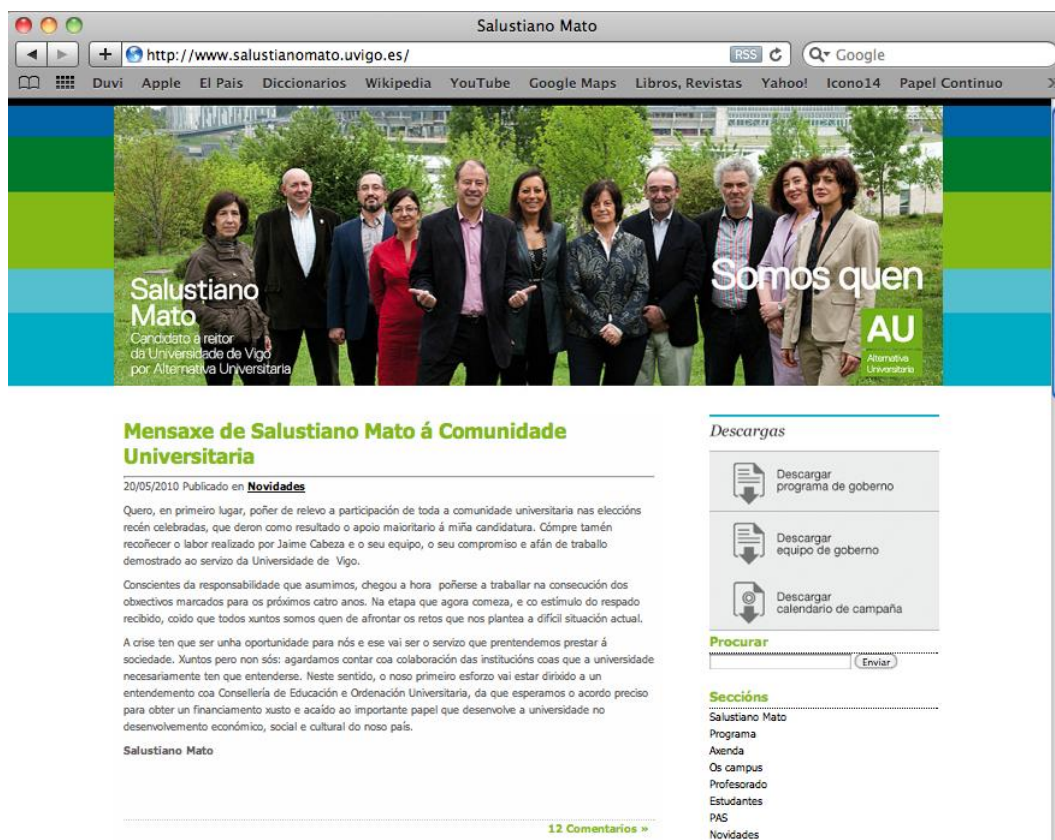 Salustiano Mato
http://www.salustianomato.uvigo.es/
RSS
Google
Duvi Apple El Pais Diccionarios Wikipedia YouTube Google Maps Libros, Revistas Yahoo! Icono14 Papel Continuo
Salustiano
Mato
Candidato a reitor
da Universidade de Vigo
por Alternativa Universitaria
Somos quen
AU
Alternativa
Universitaria
Mensaxe de Salustiano Mato á Comunidade
Universitaria
20/05/2010 Publicado en Novidades
Quero, en primeiro lugar, poñer de relevo a participación de toda a comunidade universitaria nas eleccións
recén celebradas, que deron como resultado o apoio maioritario á miña candidatura. Cómpre tamén
recoñecer o labor realizado por Jaime Cabeza e o seu equipo, o seu compromiso e afán de traballo
demostrado ao servizo da Universidade de Vigo.
Conscientes da responsabilidade que asumimos, chegou a hora poñerse a traballar na consecución dos
obxectivos marcados para os próximos catro anos. Na etapa que agora comeza, e co estímulo do respado
recibido, coido que todos xuntos somos quen de afrontar os retos que nos plantea a difícil situación actual.
A crise ten que ser unha oportunidade para nós e ese vai ser o servizo que prentendemos prestar á
sociedade. Xuntos pero non sós: agardamos contar coa colaboración das institucións coas que a universidade
necesariamente ten que entenderse. Neste sentido, o noso primeiro esforzo vai estar dirixido a un
entendemento coa Consellería de Educación e Ordenación Universitaria, da que esperamos o acordo preciso
para obter un financiamento xusto e acaído ao importante papel que desenvolve a universidade no
desenvolvemento económico, social e cultural do noso país.
Salustiano Mato
12 Comentarios »
Descargas
Descargar
programa de goberno
Descargar
equipo de goberno
Descargar
calendario de campaña
Procurar
Enviar
Seccións
Salustiano Mato
Programa
Axenda
Os campus
Profesorado
Estudantes
PAS
Novidades